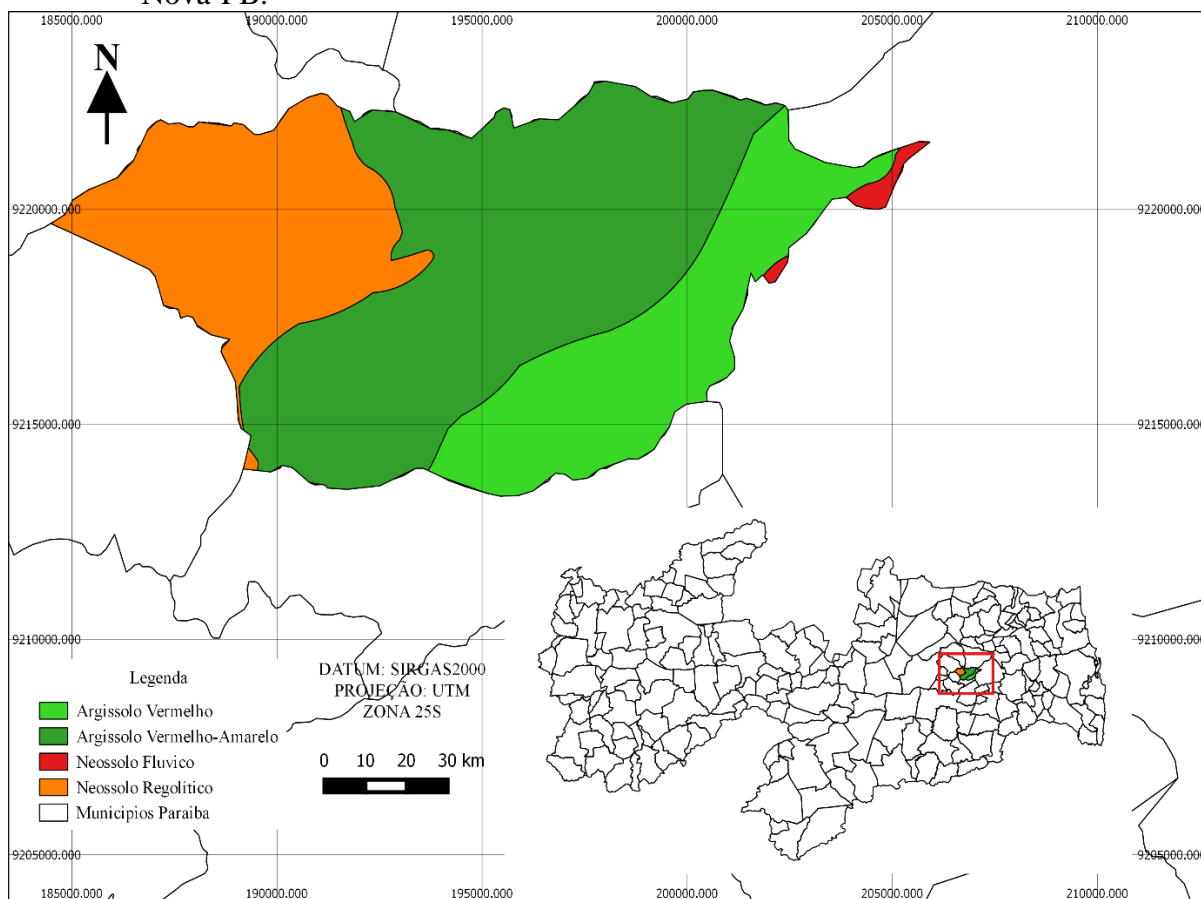 Nova-PB.
185000.000 190000.000 195000.000 200000.000 205000.000 210000.000
N
9220000.000 9220000.000
9215000.000 9215000.000
9210000.000 9210000.000
9205000.000 9205000.000
Legenda
Argissolo Vermelho
Argissolo Vermelho-Amarelo
Neossolo Fluvico
Neossolo Regolítico
Municipios Paraiba
DATUM: SIRGAS2000
PROJEÇÃO: UTM
ZONA 25S
0 10 20 30 km
185000.000 190000.000 195000.000 200000.000 205000.000 210000.000